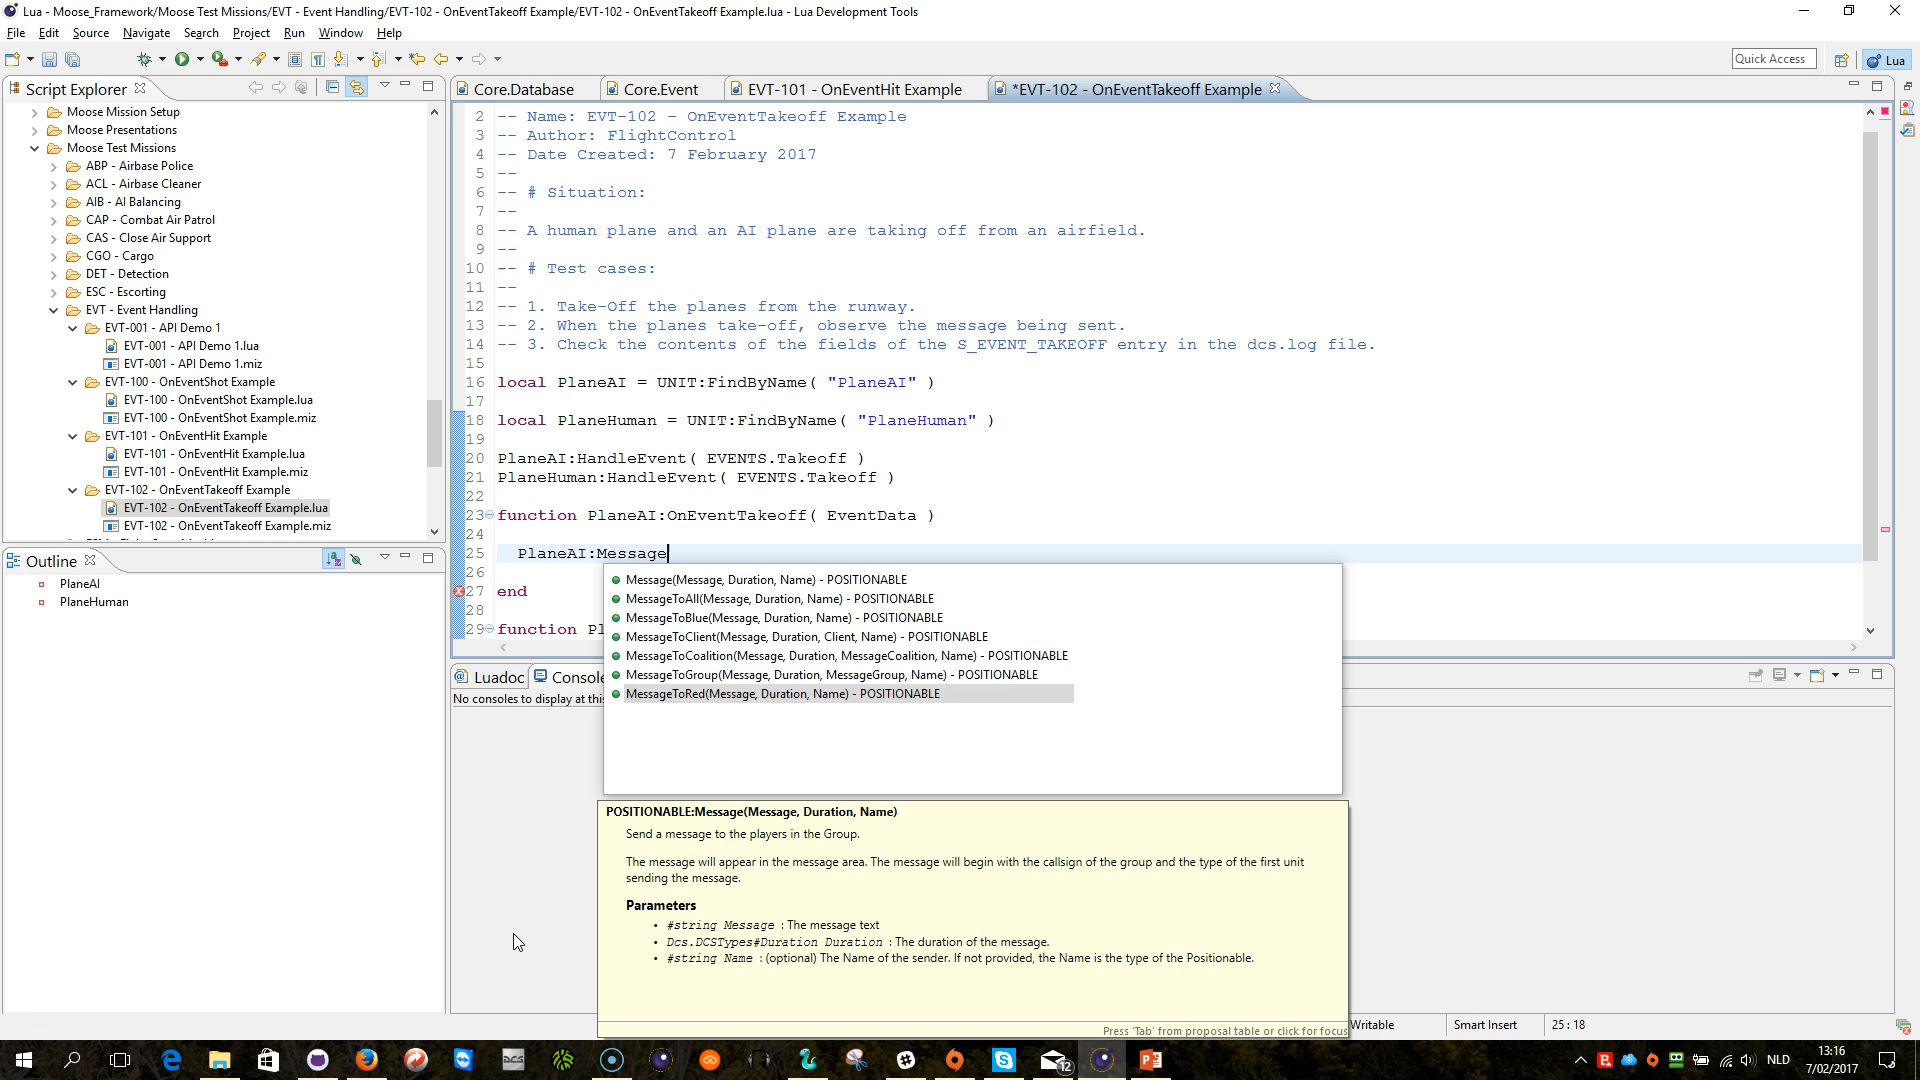 Lua - Moose_Framework/Moose Test Missions/EVT - Event Handling/EVT-102 - OnEventTakeoff Example/EVT-102 - OnEventTakeoff Example.lua - Lua Development Tools
File Edit Source Navigate Search Project Run Window Help
Quick Access
Lua
Script Explorer
Moose Mission Setup
Moose Presentations
Moose Test Missions
ABP - Airbase Police
ACL - Airbase Cleaner
AIB - AI Balancing
CAP - Combat Air Patrol
CAS - Close Air Support
CGO - Cargo
DET - Detection
ESC - Escorting
EVT - Event Handling
EVT-001 - API Demo 1
EVT-001 - API Demo 1.lua
EVT-001 - API Demo 1.miz
EVT-100 - OnEventShot Example
EVT-100 - OnEventShot Example.lua
EVT-100 - OnEventShot Example.miz
EVT-101 - OnEventHit Example
EVT-101 - OnEventHit Example.lua
EVT-101 - OnEventHit Example.miz
EVT-102 - OnEventTakeoff Example
EVT-102 - OnEventTakeoff Example.lua
EVT-102 - OnEventTakeoff Example.miz
Outline
PlaneAI
PlaneHuman
Core.Database Core.Event EVT-101 - OnEventHit Example *EVT-102 - OnEventTakeoff Example
2 -- Name: EVT-102 - OnEventTakeoff Example
3 -- Author: FlightControl
4 -- Date Created: 7 February 2017
5 --
6 -- # Situation:
7 --
8 -- A human plane and an AI plane are taking off from an airfield.
9 --
10 -- # Test cases:
11 --
12 -- 1. Take-Off the planes from the runway.
13 -- 2. When the planes take-off, observe the message being sent.
14 -- 3. Check the contents of the fields of the S_EVENT_TAKEOFF entry in the dcs.log file.
15
16 local PlaneAI = UNIT:FindByName( "PlaneAI" )
17
18 local PlaneHuman = UNIT:FindByName( "PlaneHuman" )
19
20 PlaneAI:HandleEvent( EVENTS.Takeoff )
21 PlaneHuman:HandleEvent( EVENTS.Takeoff )
22
23 function PlaneAI:OnEventTakeoff( EventData )
24
25 PlaneAI:Message
26
27 end
28
29 function Pl
Message(Message, Duration, Name) - POSITIONABLE
MessageToAll(Message, Duration, Name) - POSITIONABLE
MessageToBlue(Message, Duration, Name) - POSITIONABLE
MessageToClient(Message, Duration, Client, Name) - POSITIONABLE
MessageToCoalition(Message, Duration, MessageCoalition, Name) - POSITIONABLE
MessageToGroup(Message, Duration, MessageGroup, Name) - POSITIONABLE
MessageToRed(Message, Duration, Name) - POSITIONABLE
Luadoc Console
No consoles to display at this
POSITIONABLE:Message(Message, Duration, Name)
Send a message to the players in the Group.
The message will appear in the message area. The message will begin with the callsign of the group and the type of the first unit
sending the message.
Parameters
• #string Message : The message text
• Dcs.DCSTypes#Duration Duration : The duration of the message.
• #string Name : (optional) The Name of the sender. If not provided, the Name is the type of the Positionable.
Press 'Tab' from proposal table or click for focus
Writable Smart Insert 25 : 18
DCS
12
NLD
13:16
7/02/2017